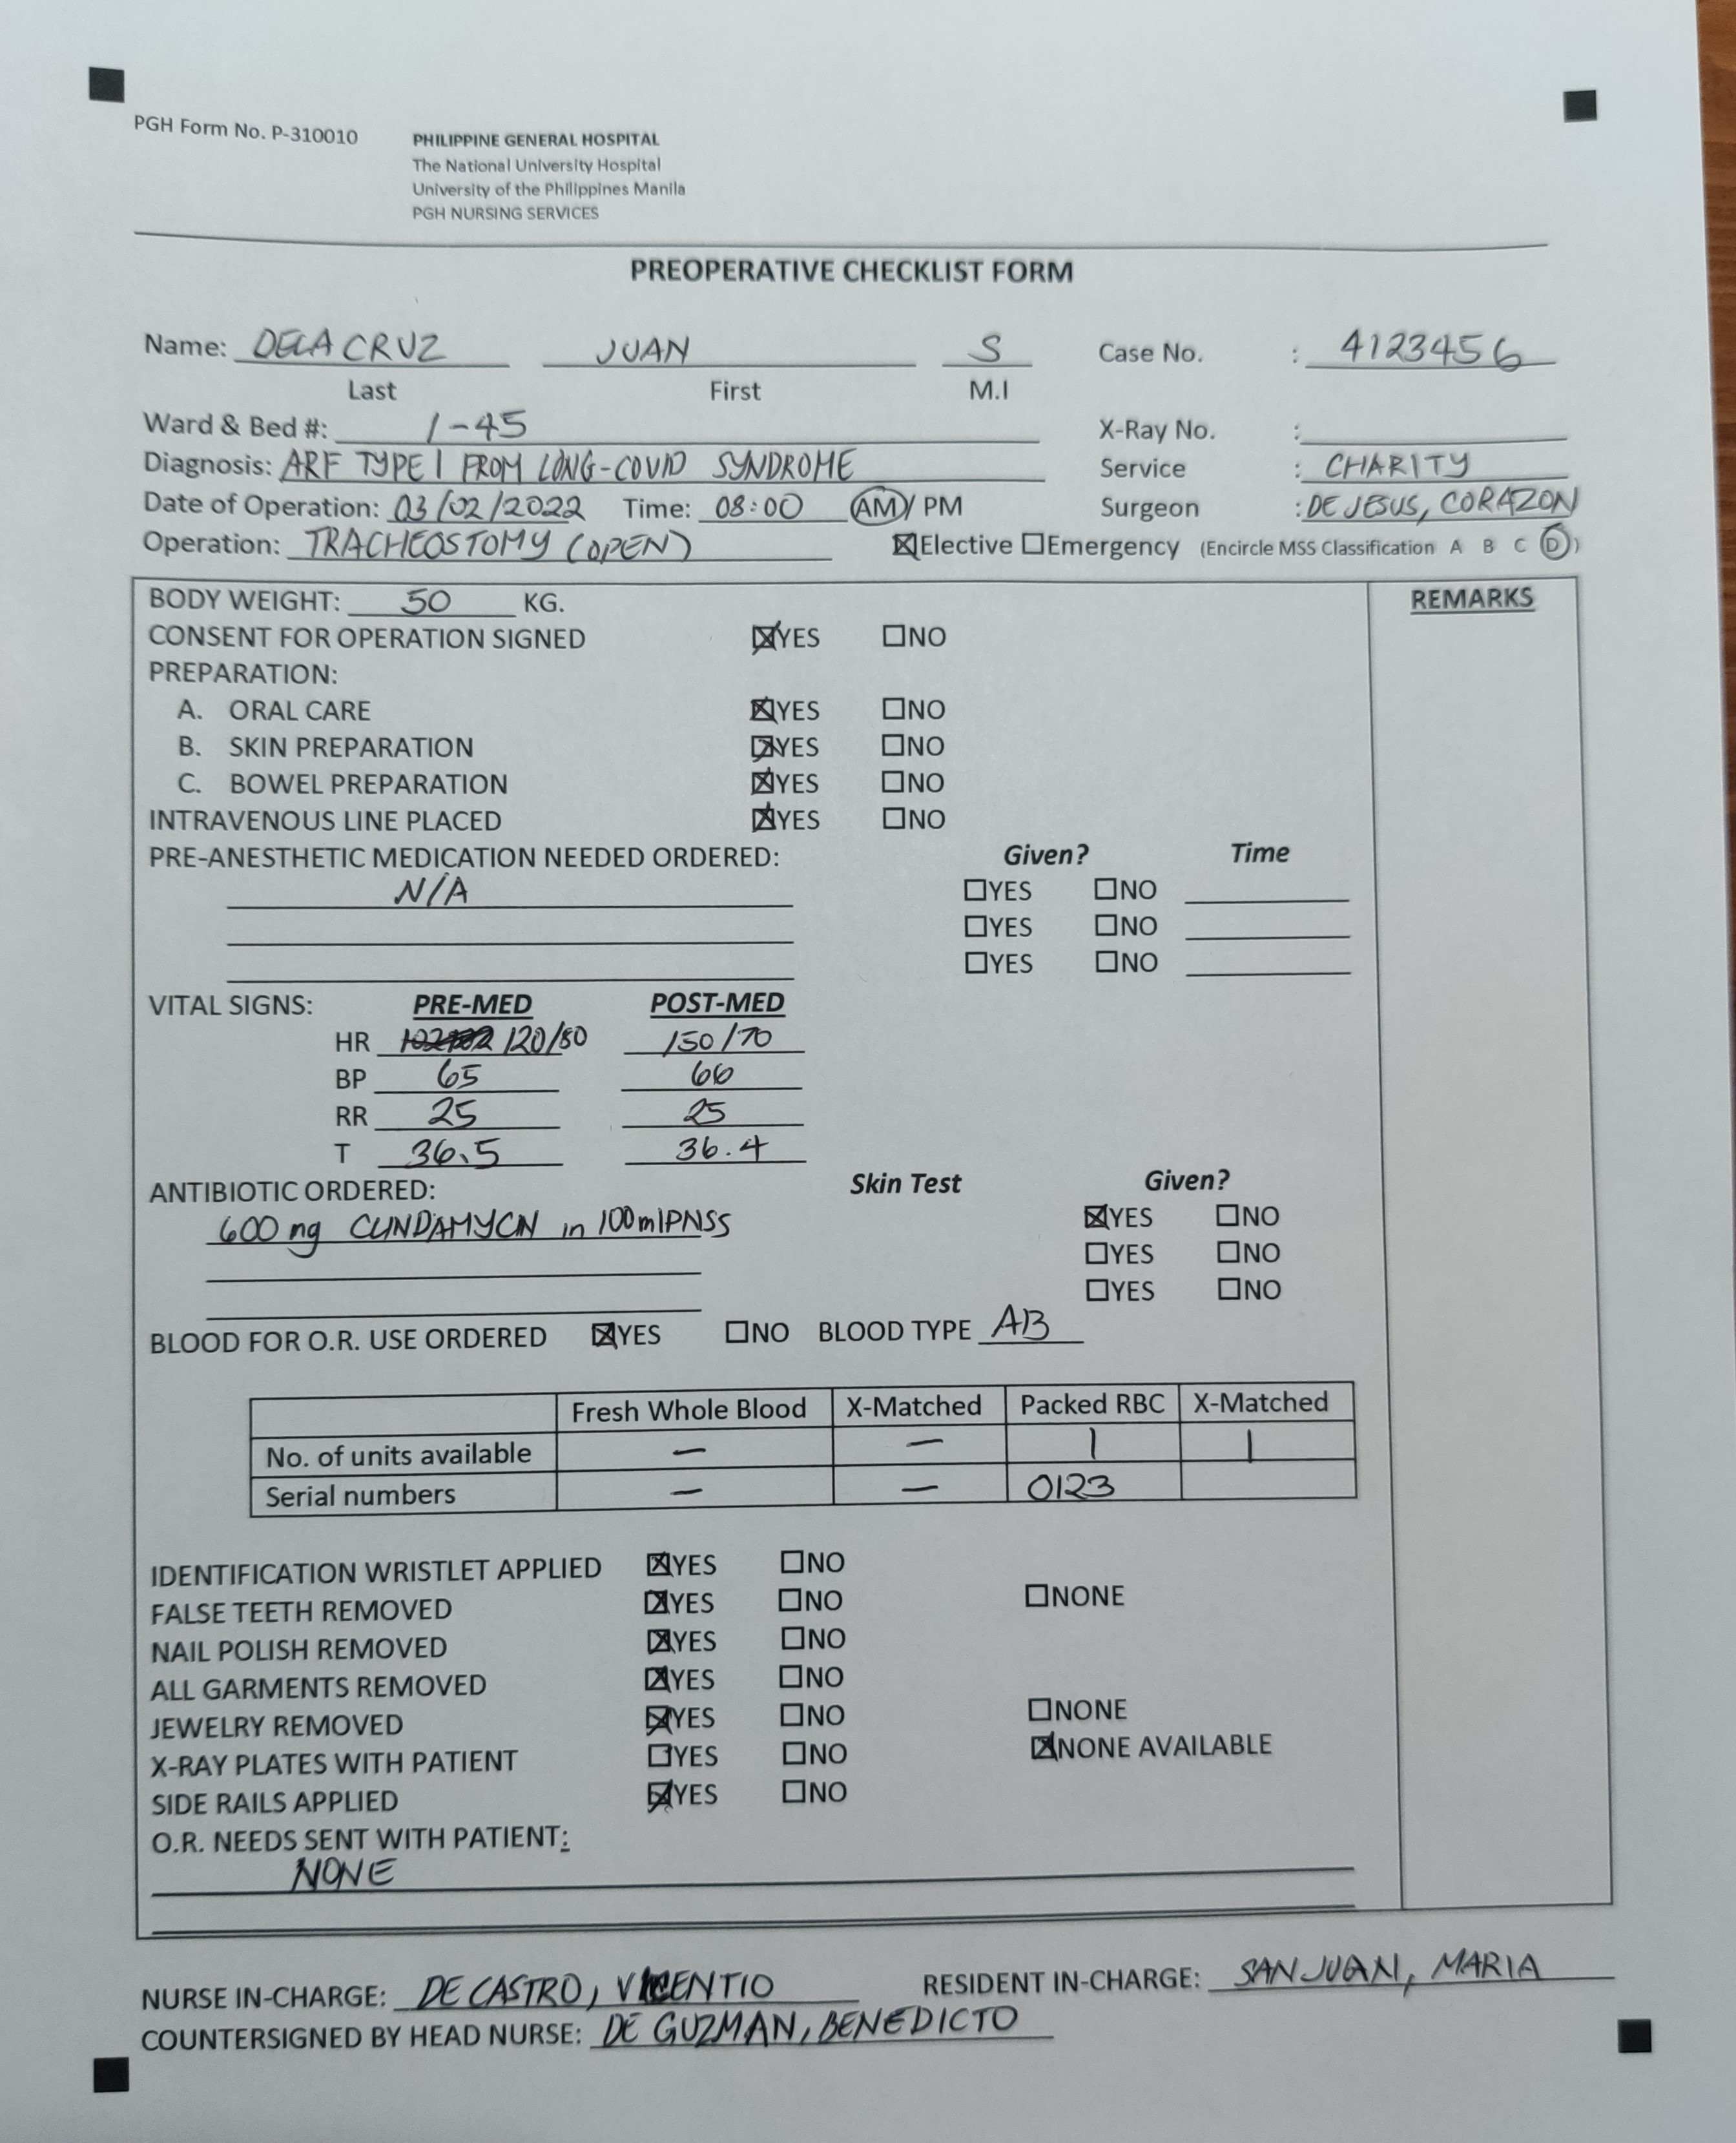 PGH Form No. P-310010
PHILIPPINE GENERAL HOSPITAL
The National University Hospital
University of the Philippines Manila
PGH NURSING SERVICES
PREOPERATIVE CHECKLIST FORM
Name: DELA CRUZ JUAN S Case No. : 4123456
Last First M.I
Ward & Bed #: 1-45 X-Ray No. :
Diagnosis: ARF TYPE I FROM LONG-COVID SYNDROME Service : CHARITY
Date of Operation: 03/02/2022 Time: 08:00 AM / PM Surgeon : DE JESUS, CORAZON
Operation: TRACHEOSTOMY (OPEN) ☒Elective ☐Emergency (Encircle MSS Classification A B C D)
BODY WEIGHT: 50 KG. REMARKS
CONSENT FOR OPERATION SIGNED ☒YES ☐NO
PREPARATION:
A. ORAL CARE ☒YES ☐NO
B. SKIN PREPARATION ☒YES ☐NO
C. BOWEL PREPARATION ☒YES ☐NO
INTRAVENOUS LINE PLACED ☒YES ☐NO
PRE-ANESTHETIC MEDICATION NEEDED ORDERED: Given? Time
N/A ☐YES ☐NO
☐YES ☐NO
☐YES ☐NO
VITAL SIGNS: PRE-MED POST-MED
HR 120/80 150/70
BP 65 66
RR 25 25
T 36.5 36.4
ANTIBIOTIC ORDERED: Skin Test Given?
600 mg CLINDAMYCIN in 100ml PNSS ☒YES ☐NO
☐YES ☐NO
☐YES ☐NO
BLOOD FOR O.R. USE ORDERED ☒YES ☐NO BLOOD TYPE AB
Fresh Whole Blood X-Matched Packed RBC X-Matched
No. of units available — — 1 1
Serial numbers — — 0123
IDENTIFICATION WRISTLET APPLIED ☒YES ☐NO
FALSE TEETH REMOVED ☒YES ☐NO ☐NONE
NAIL POLISH REMOVED ☒YES ☐NO
ALL GARMENTS REMOVED ☒YES ☐NO
JEWELRY REMOVED ☒YES ☐NO ☐NONE
X-RAY PLATES WITH PATIENT ☐YES ☐NO ☒NONE AVAILABLE
SIDE RAILS APPLIED ☒YES ☐NO
O.R. NEEDS SENT WITH PATIENT:
NONE
NURSE IN-CHARGE: DE CASTRO, VICENTIO RESIDENT IN-CHARGE: SAN JUAN, MARIA
COUNTERSIGNED BY HEAD NURSE: DE GUZMAN, BENEDICTO